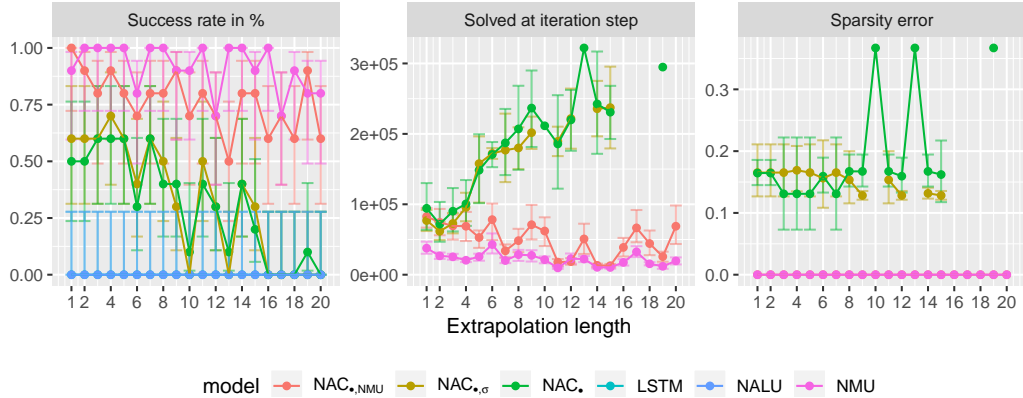 Success rate in %
Solved at iteration step
Sparsity error
1.00
0.75
0.50
0.25
0.00
3e+05
2e+05
1e+05
0e+00
0.3
0.2
0.1
0.0
1 2 4 6 8 10 12 14 16 18 20
1 2 4 6 8 10 12 14 16 18 20
1 2 4 6 8 10 12 14 16 18 20
Extrapolation length
model NAC•,NMU NAC•,σ NAC• LSTM NALU NMU